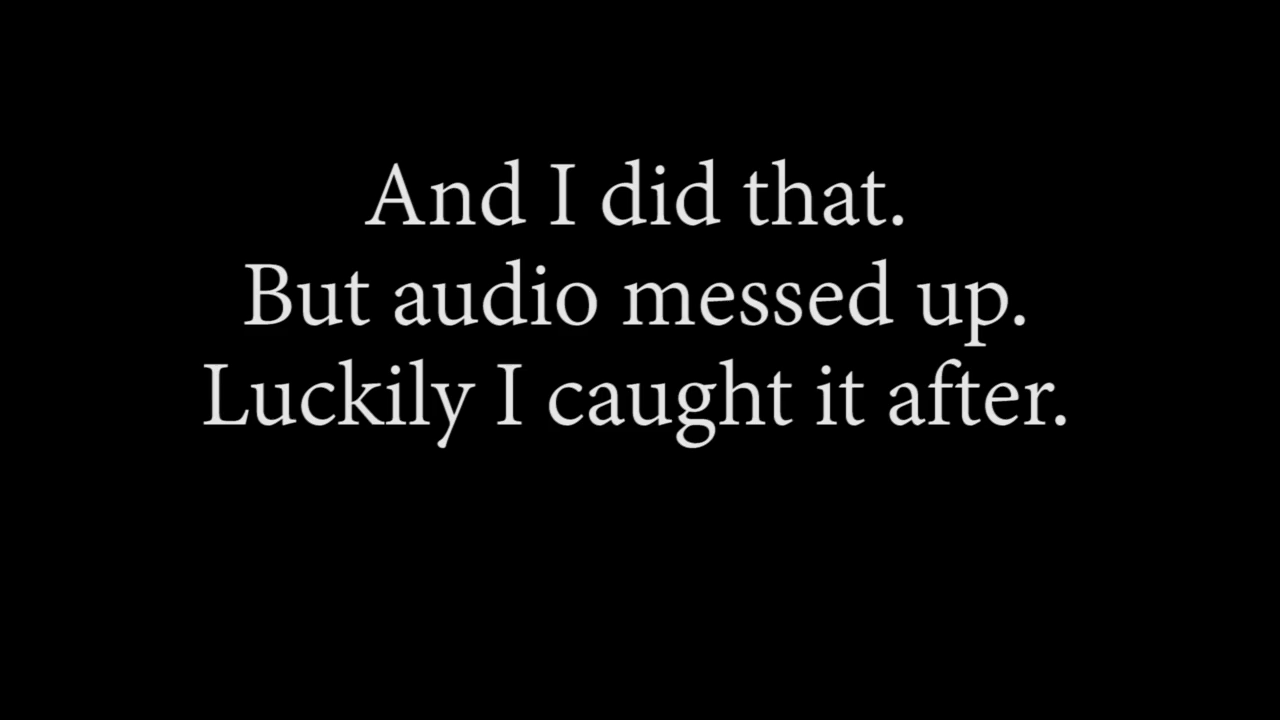 And I did that.
But audio messed up.
Luckily I caught it after.